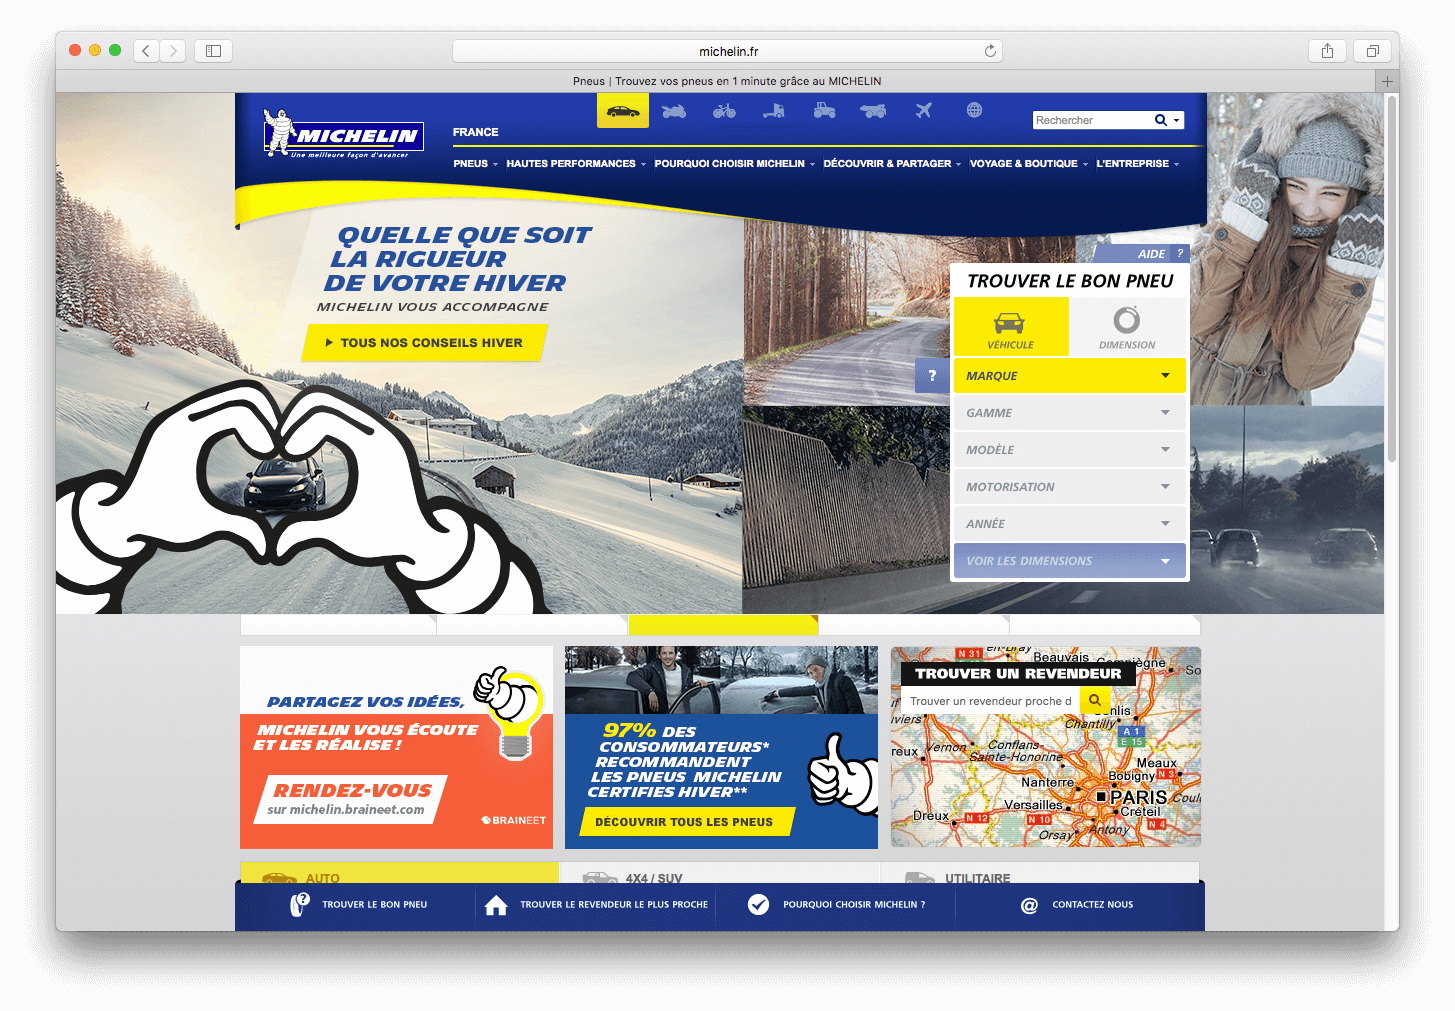 michelin.fr
Pneus | Trouvez vos pneus en 1 minute grâce au MICHELIN
MICHELIN
Une meilleure façon d'avancer
FRANCE
Rechercher
PNEUS
HAUTES PERFORMANCES
POURQUOI CHOISIR MICHELIN
DÉCOUVRIR & PARTAGER
VOYAGE & BOUTIQUE
L'ENTREPRISE
QUELLE QUE SOIT
LA RIGUEUR
DE VOTRE HIVER
MICHELIN VOUS ACCOMPAGNE
TOUS NOS CONSEILS HIVER
AIDE ?
TROUVER LE BON PNEU
VÉHICULE
DIMENSION
?
MARQUE
GAMME
MODÈLE
MOTORISATION
ANNÉE
VOIR LES DIMENSIONS
PARTAGEZ VOS IDÉES,
MICHELIN VOUS ÉCOUTE
ET LES RÉALISE !
RENDEZ-VOUS
sur michelin.braineet.com
BRAINEET
97% DES
CONSOMMATEURS*
RECOMMANDENT
LES PNEUS MICHELIN
CERTIFIES HIVER**
DÉCOUVRIR TOUS LES PNEUS
TROUVER UN REVENDEUR
Trouver un revendeur proche d
N 31
en-Bray
Beauvais
Compiègne
So
viers
enlis
Chantilly
A 1
E 15
reux
Vernon
Conflans-
Sainte-Honorine
Meaux
Bobigny
N 3
Nanterre
PARIS
Coul
Versailles
Créteil
Dreux
N 12
N 10
Orsay
Antony
N 4
AUTO
4X4 / SUV
UTILITAIRE
TROUVER LE BON PNEU
TROUVER LE REVENDEUR LE PLUS PROCHE
POURQUOI CHOISIR MICHELIN ?
CONTACTEZ NOUS